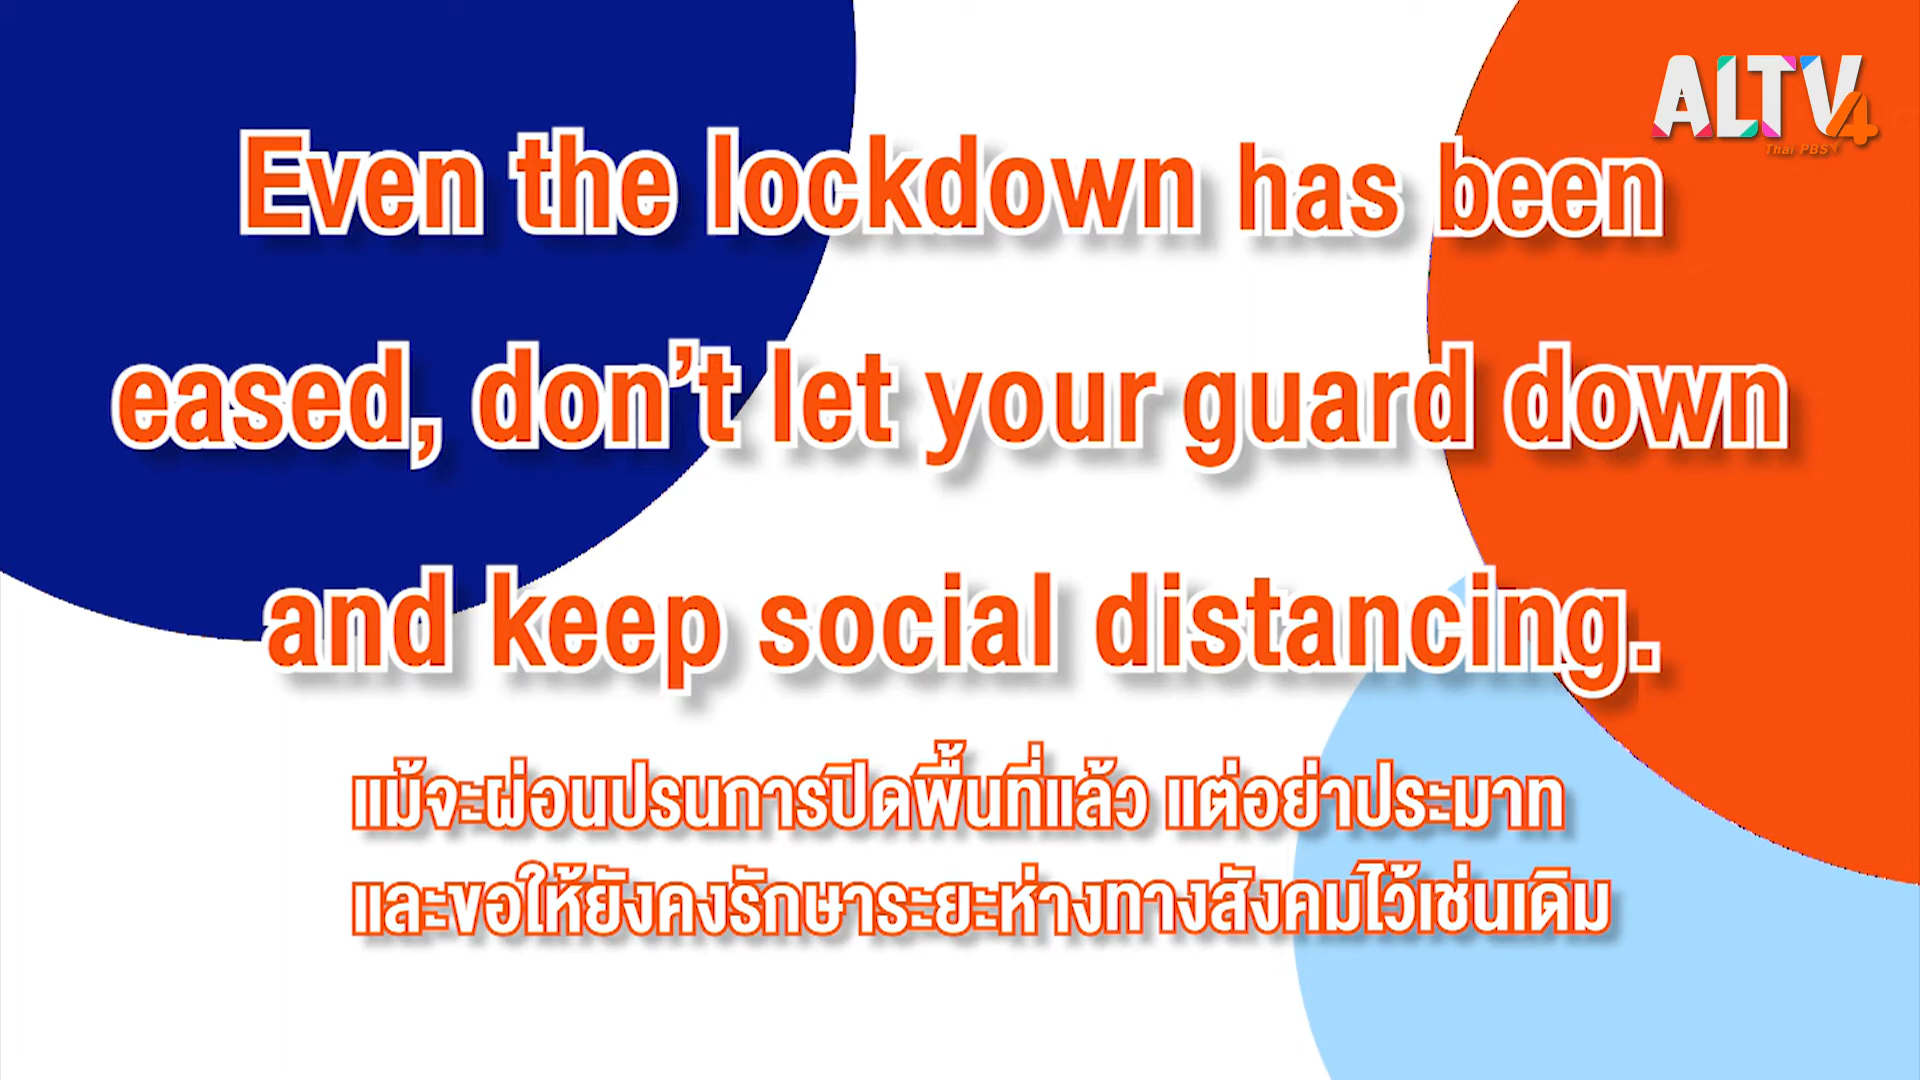 ALTV4
Thai PBS
Even the lockdown has been
eased, don’t let your guard down
and keep social distancing.
แม้จะผ่อนปรนการปิดพื้นที่แล้ว แต่อย่าประมาท
และขอให้ยังคงรักษาระยะห่างทางสังคมไว้เช่นเดิม